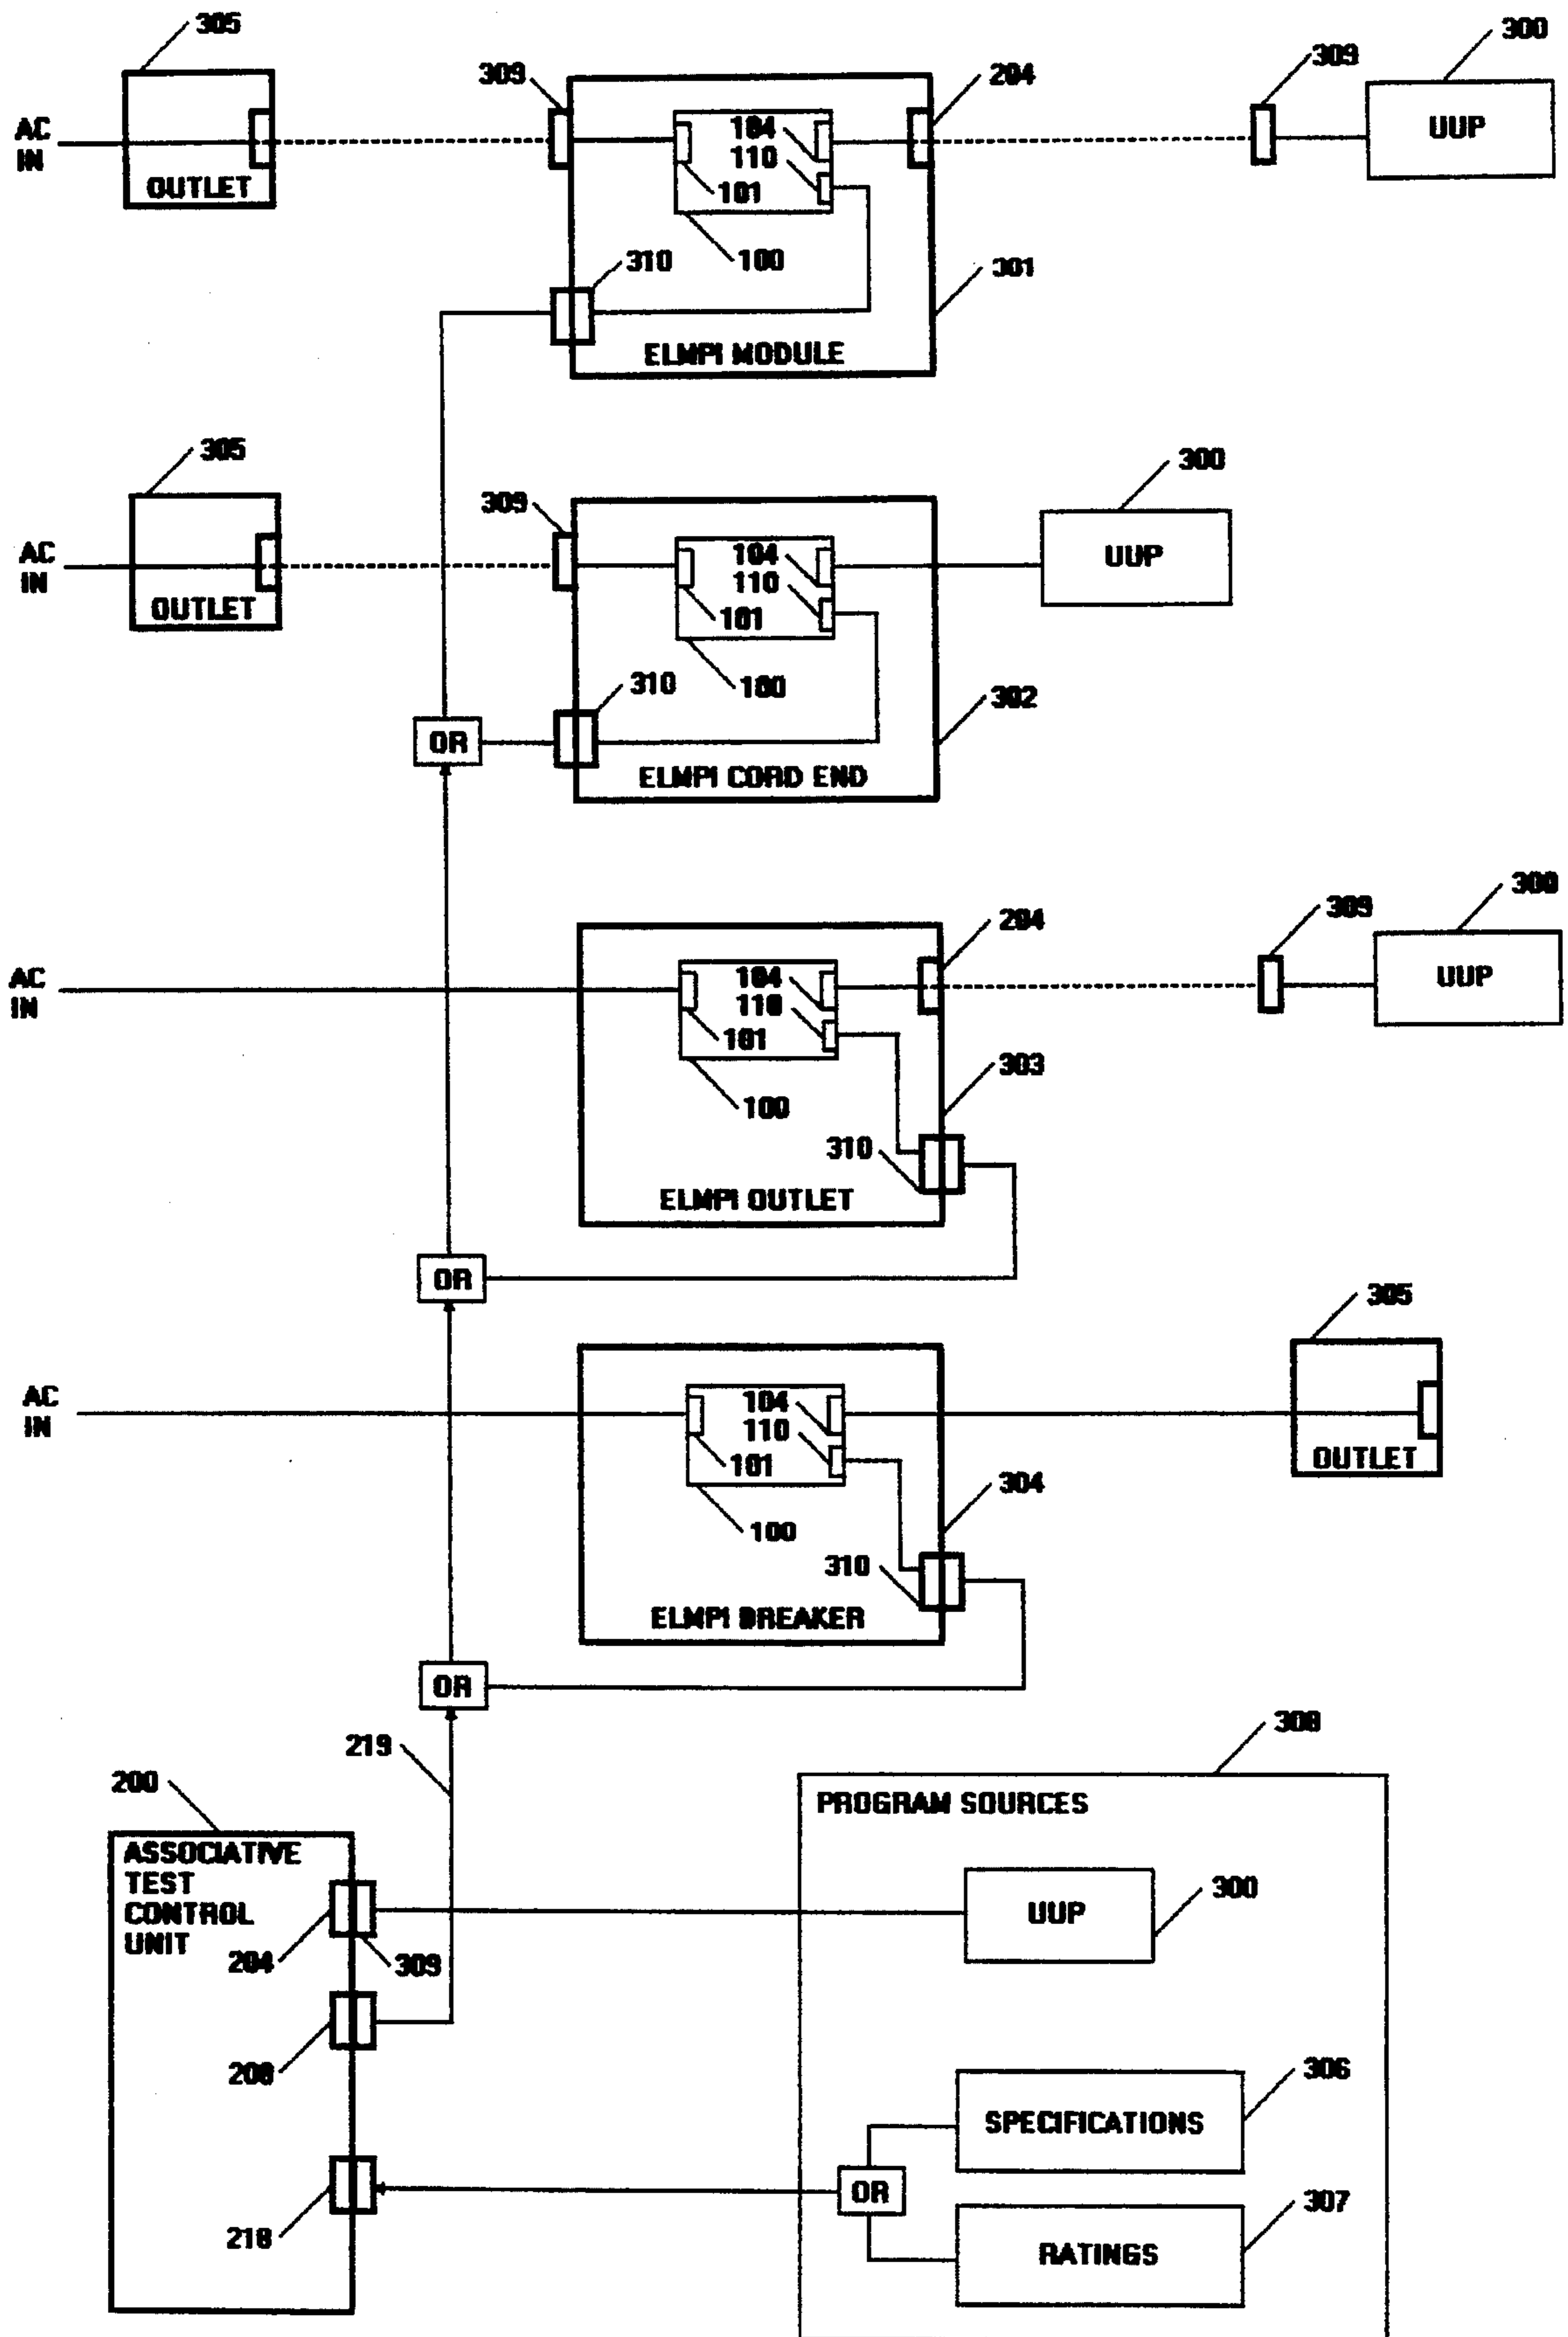 305
309
204
309
300
AC
IN
OUTLET
104
110
101
100
310
301
UUP
ELMPI MODULE
305
309
300
AC
IN
OUTLET
104
110
101
100
310
302
UUP
ELMPI CORD END
OR
204
309
300
AC
IN
104
110
101
100
303
310
UUP
ELMPI OUTLET
OR
305
AC
IN
104
110
101
100
304
310
OUTLET
ELMPI BREAKER
OR
219
200
308
ASSOCIATIVE
TEST
CONTROL
UNIT
204
309
208
218
PROGRAM SOURCES
UUP
300
SPECIFICATIONS
306
OR
RATINGS
307